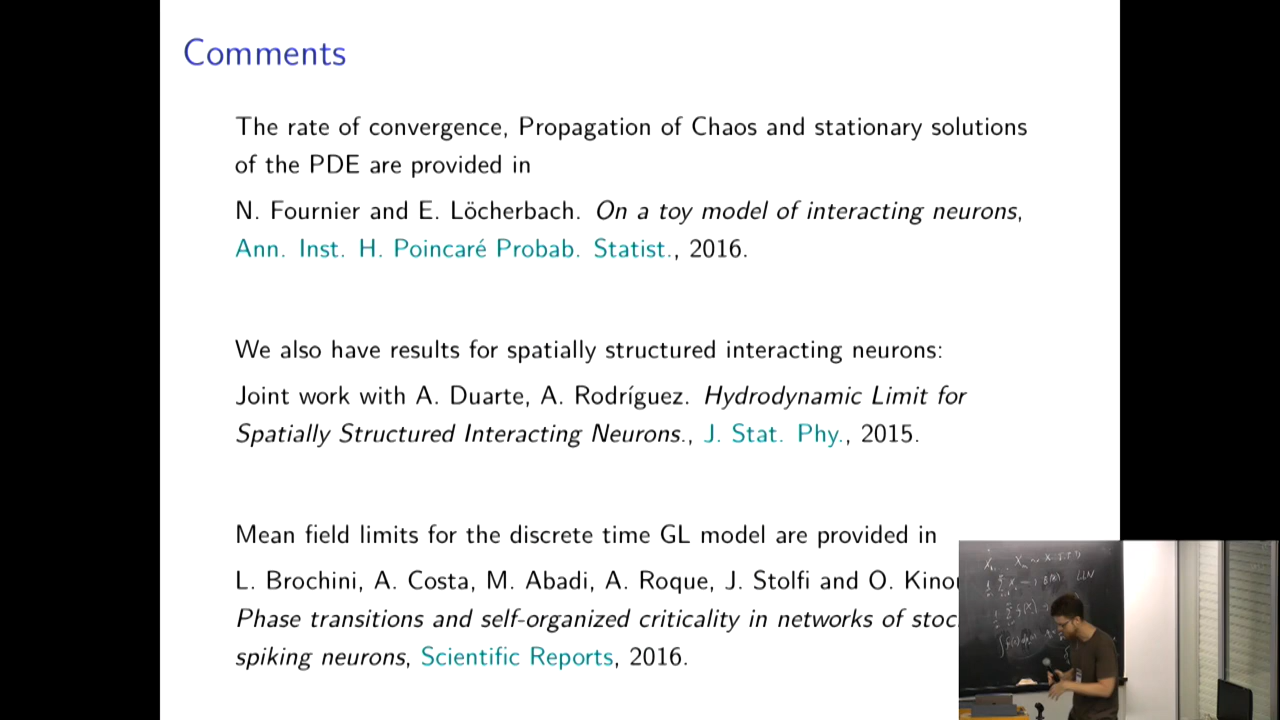 Comments
The rate of convergence, Propagation of Chaos and stationary solutions
of the PDE are provided in
N. Fournier and E. Löcherbach. On a toy model of interacting neurons,
Ann. Inst. H. Poincaré Probab. Statist., 2016.
We also have results for spatially structured interacting neurons:
Joint work with A. Duarte, A. Rodríguez. Hydrodynamic Limit for
Spatially Structured Interacting Neurons., J. Stat. Phy., 2015.
Mean field limits for the discrete time GL model are provided in
L. Brochini, A. Costa, M. Abadi, A. Roque, J. Stolfi and O.
Phase transitions and self-organized criticality in networks of
spiking neurons, Scientific Reports, 2016.
LLN